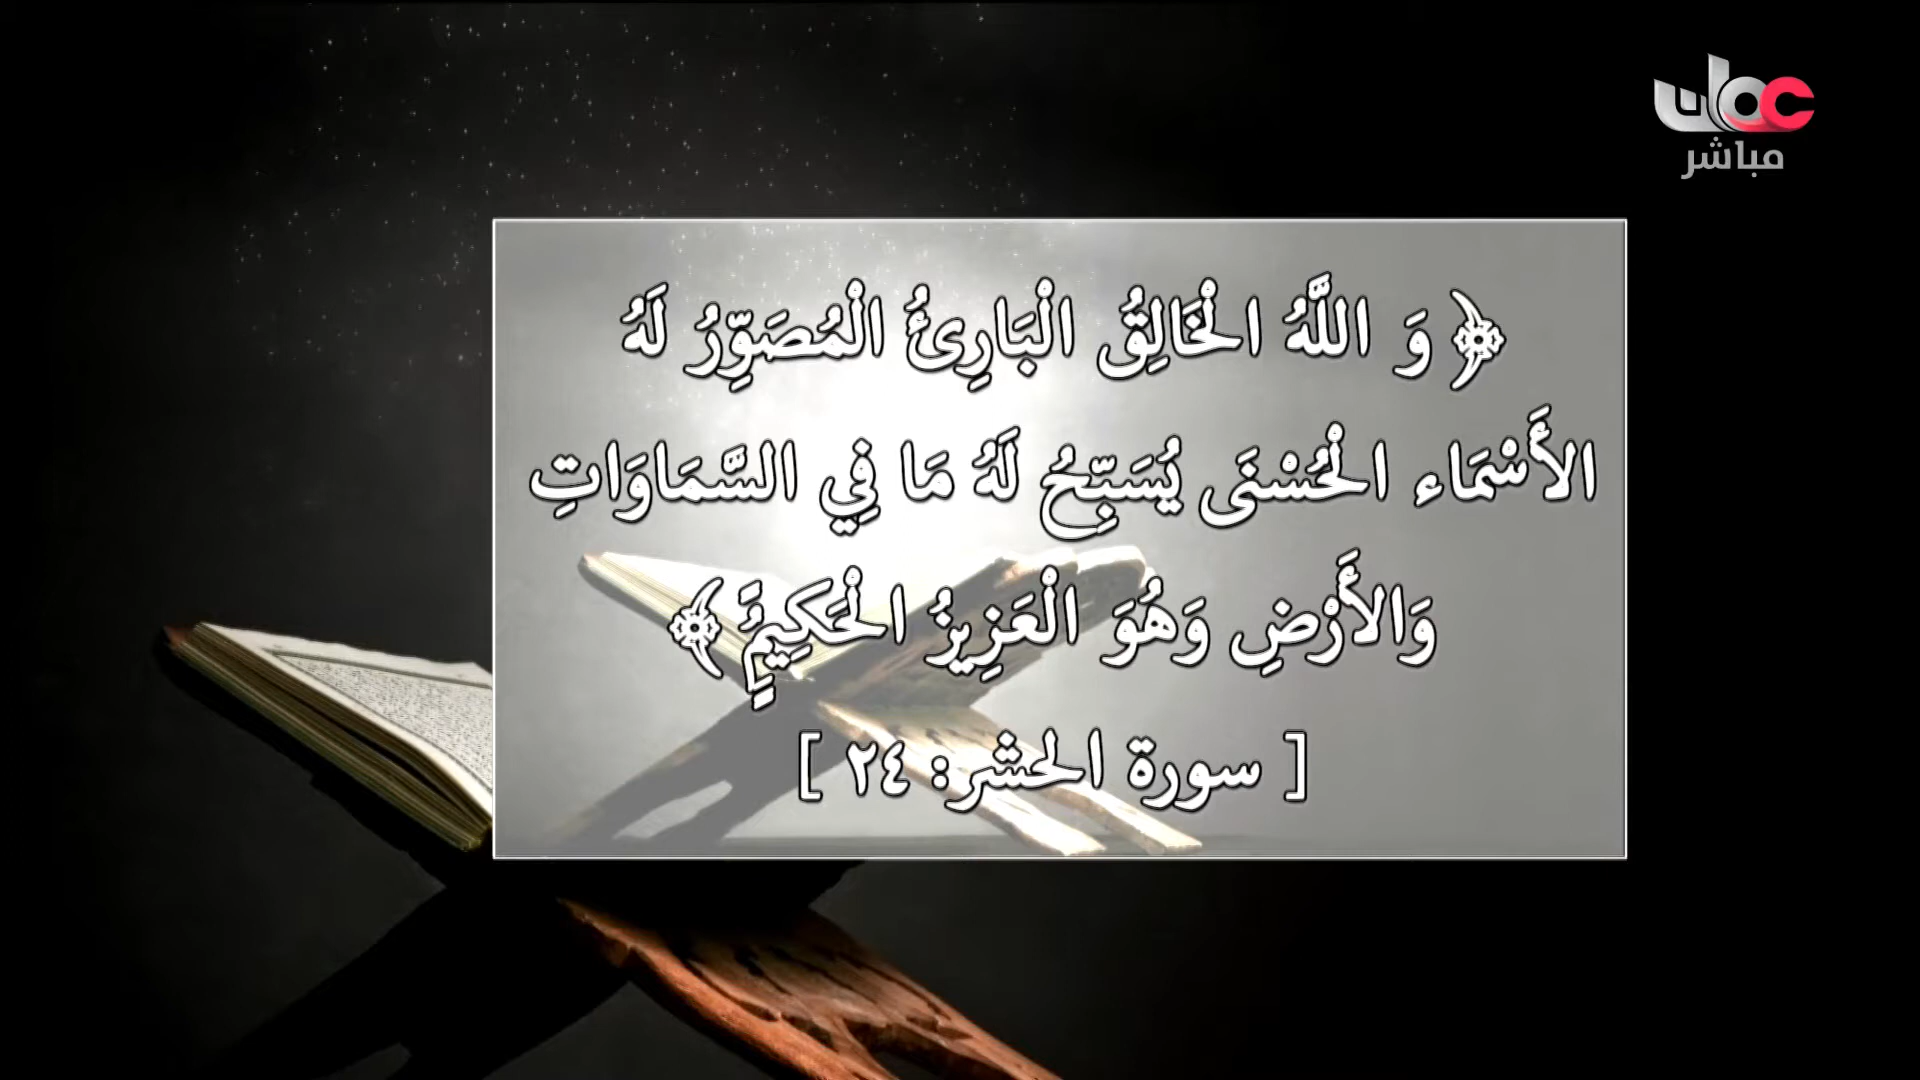 عمان
مباشر
﴿ وَ اللَّهُ الْخَالِقُ الْبَارِئُ الْمُصَوِّرُ لَهُ
الأَسْمَاء الْحُسْنَى يُسَبِّحُ لَهُ مَا فِي السَّمَاوَاتِ
وَالأَرْضِ وَهُوَ الْعَزِيزُ الْحَكِيمُ ﴾
[ سورة الحشر: ٢٤ ]